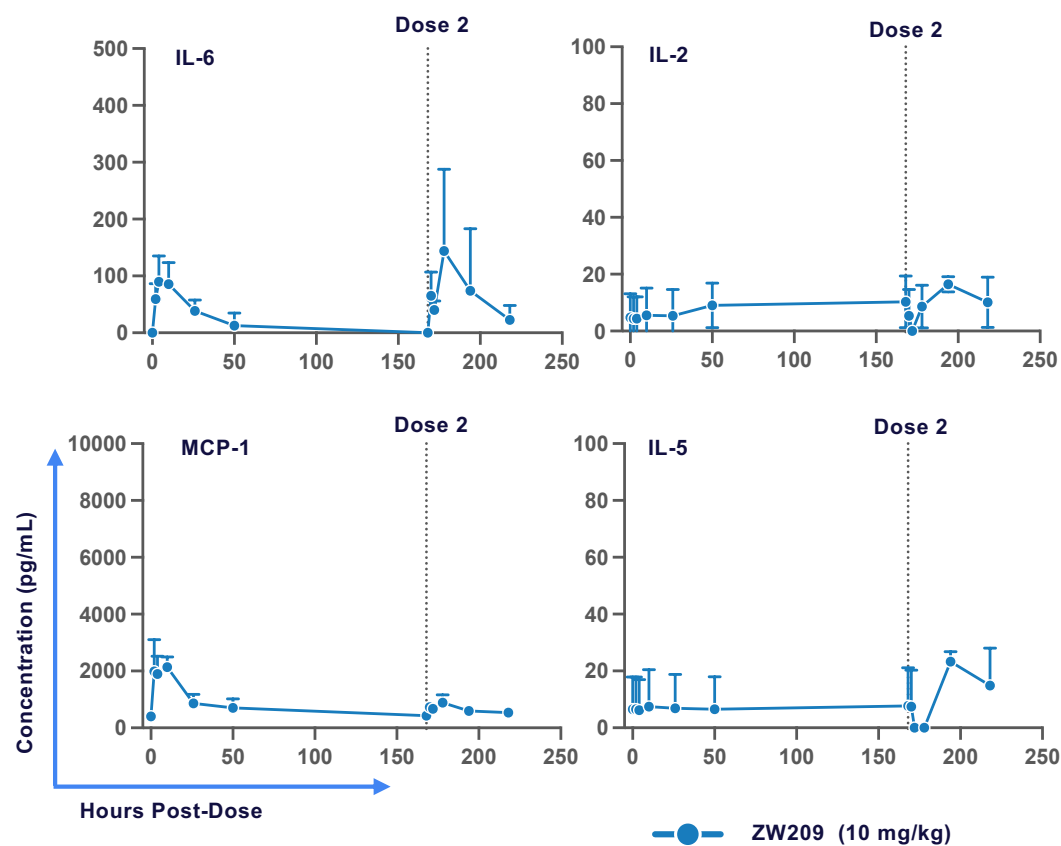 Dose 2
Dose 2
IL-6
IL-2
500
400
300
200
100
0
0 50 100 150 200 250
100
80
60
40
20
0
0 50 100 150 200 250
Dose 2
Dose 2
MCP-1
IL-5
10000
8000
6000
4000
2000
0
0 50 100 150 200 250
100
80
60
40
20
0
0 50 100 150 200 250
Concentration (pg/mL)
Hours Post-Dose
ZW209 (10 mg/kg)